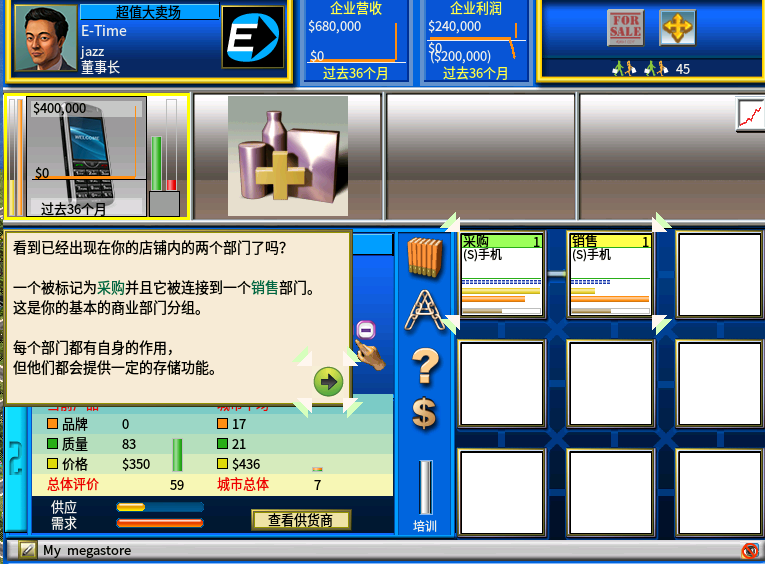 超值大卖场
E-Time
jazz
董事长
企业营收
$680,000
$0
过去36个月
企业利润
$240,000
$0
($200,000)
过去36个月
FOR
SALE
45
$400,000
WELCOME
$0
过去36个月
看到已经出现在你的店铺内的两个部门了吗?
一个被标记为采购并且它被连接到一个销售部门。
这是你的基本的商业部门分组。
每个部门都有自身的作用,
但他们都会提供一定的存储功能。
采购 1
(S)手机
销售 1
(S)手机
品牌 0 17
质量 83 21
价格 $350 $436
总体评价 59 城市总体 7
供应
需求
查看供货商
培训
My megastore